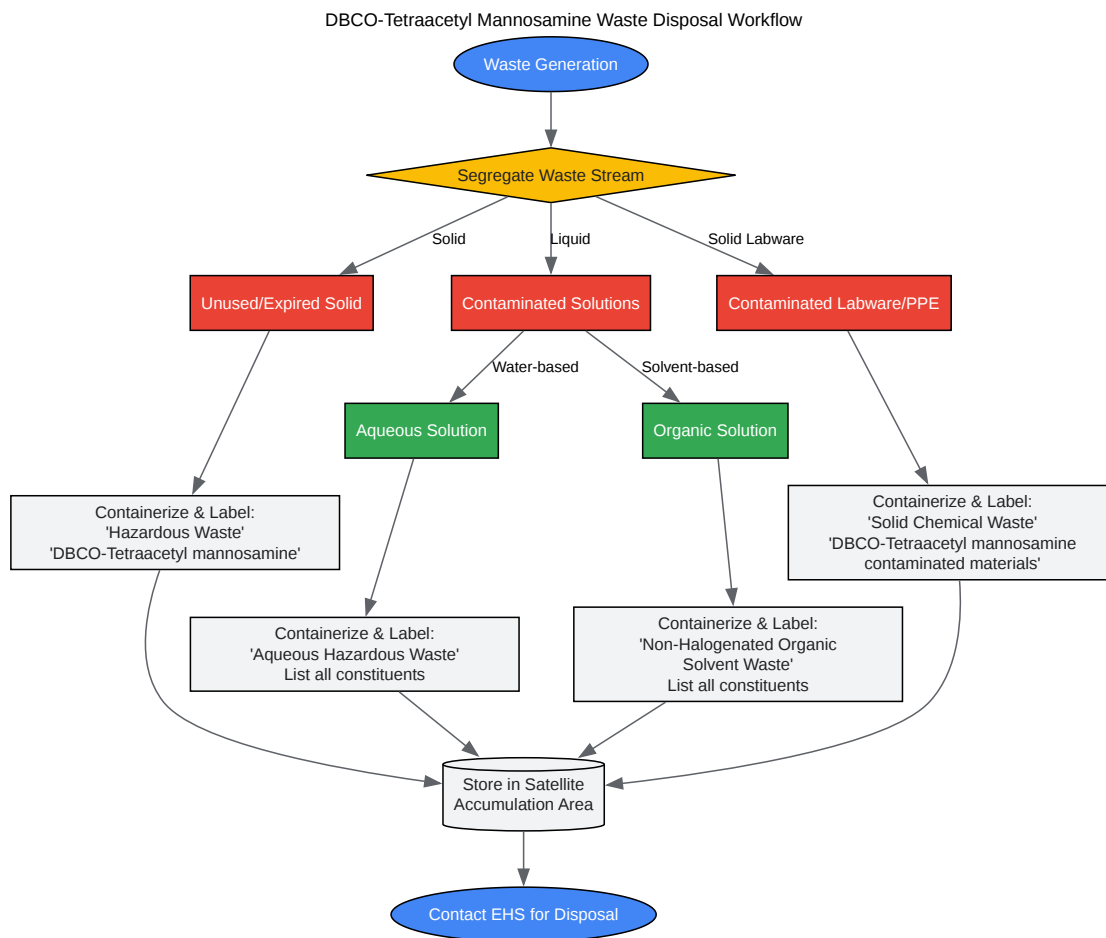 DBCO-Tetraacetyl Mannosamine Waste Disposal Workflow
Waste Generation
Segregate Waste Stream
Solid
Liquid
Solid Labware
Unused/Expired Solid
Contaminated Solutions
Contaminated Labware/PPE
Water-based
Solvent-based
Aqueous Solution
Organic Solution
Containerize & Label:
'Hazardous Waste'
'DBCO-Tetraacetyl mannosamine'
Containerize & Label:
'Solid Chemical Waste'
'DBCO-Tetraacetyl mannosamine
contaminated materials'
Containerize & Label:
'Aqueous Hazardous Waste'
List all constituents
Containerize & Label:
'Non-Halogenated Organic
Solvent Waste'
List all constituents
Store in Satellite
Accumulation Area
Contact EHS for Disposal